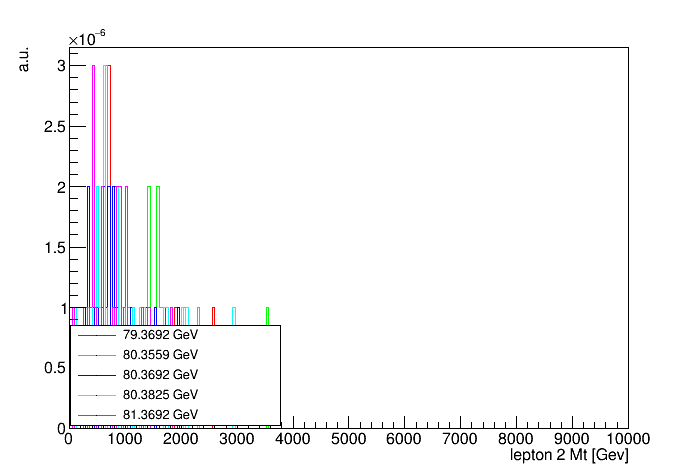 ×10⁻⁶
a.u.
3
2.5
2
1.5
1
0.5
0
79.3692 GeV
80.3559 GeV
80.3692 GeV
80.3825 GeV
81.3692 GeV
0 1000 2000 3000 4000 5000 6000 7000 8000 9000 10000
lepton 2 Mt [Gev]